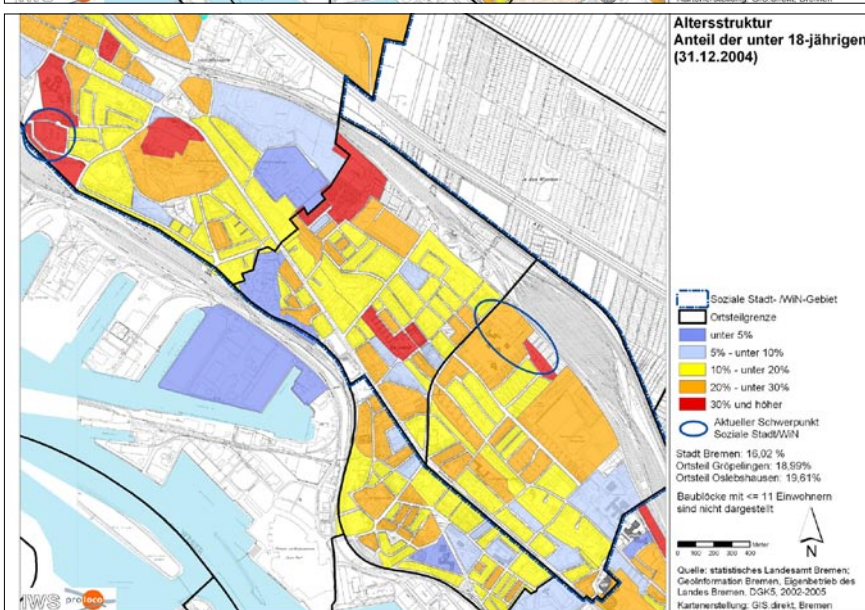 Kartenerstellung: GIS.direkt, Bremen
Altersstruktur
Anteil der unter 18-jährigen
(31.12.2004)
Soziale Stadt- /WiN-Gebiet
Ortsteilgrenze
unter 5%
5% - unter 10%
10% - unter 20%
20% - unter 30%
30% und höher
Aktueller Schwerpunkt
Soziale Stadt/WiN
Stadt Bremen: 16,02 %
Ortsteil Gröpelingen: 18,99%
Ortsteil Oslebshausen: 19,61%
Baublöcke mit <= 11 Einwohnern
sind nicht dargestellt
0 100 200 300 400 Meter
N
Quelle: statistisches Landesamt Bremen;
GeoInformation Bremen, Eigenbetrieb des
Landes Bremen, DGK5, 2002-2005
Kartenerstellung: GIS.direkt, Bremen
IWS proloco